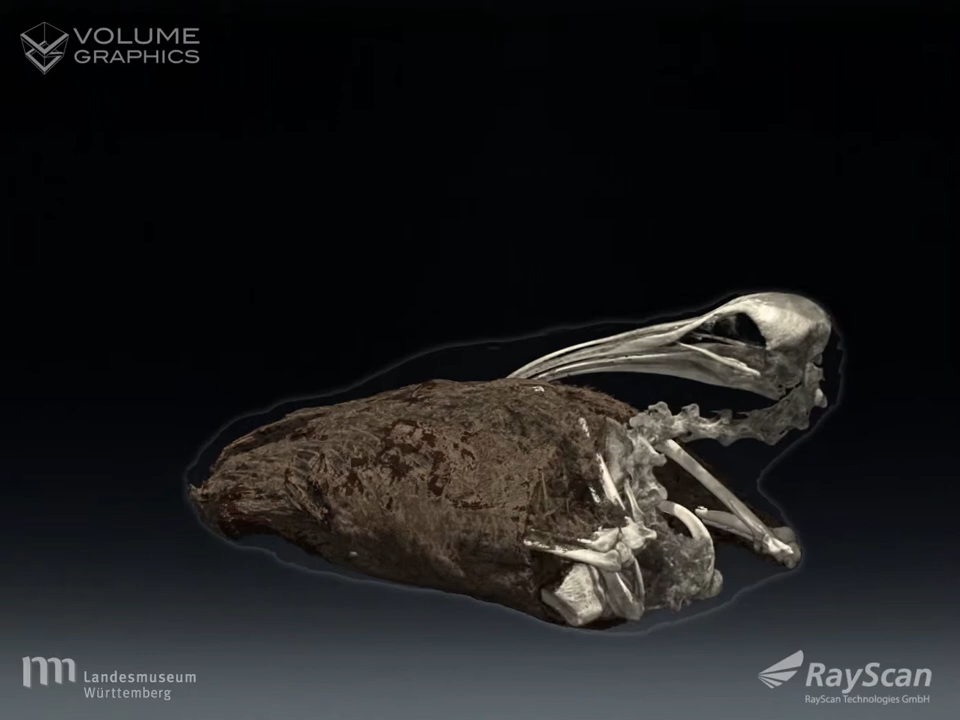 VOLUME
GRAPHICS
Landesmuseum
Württemberg
RayScan
RayScan Technologies GmbH